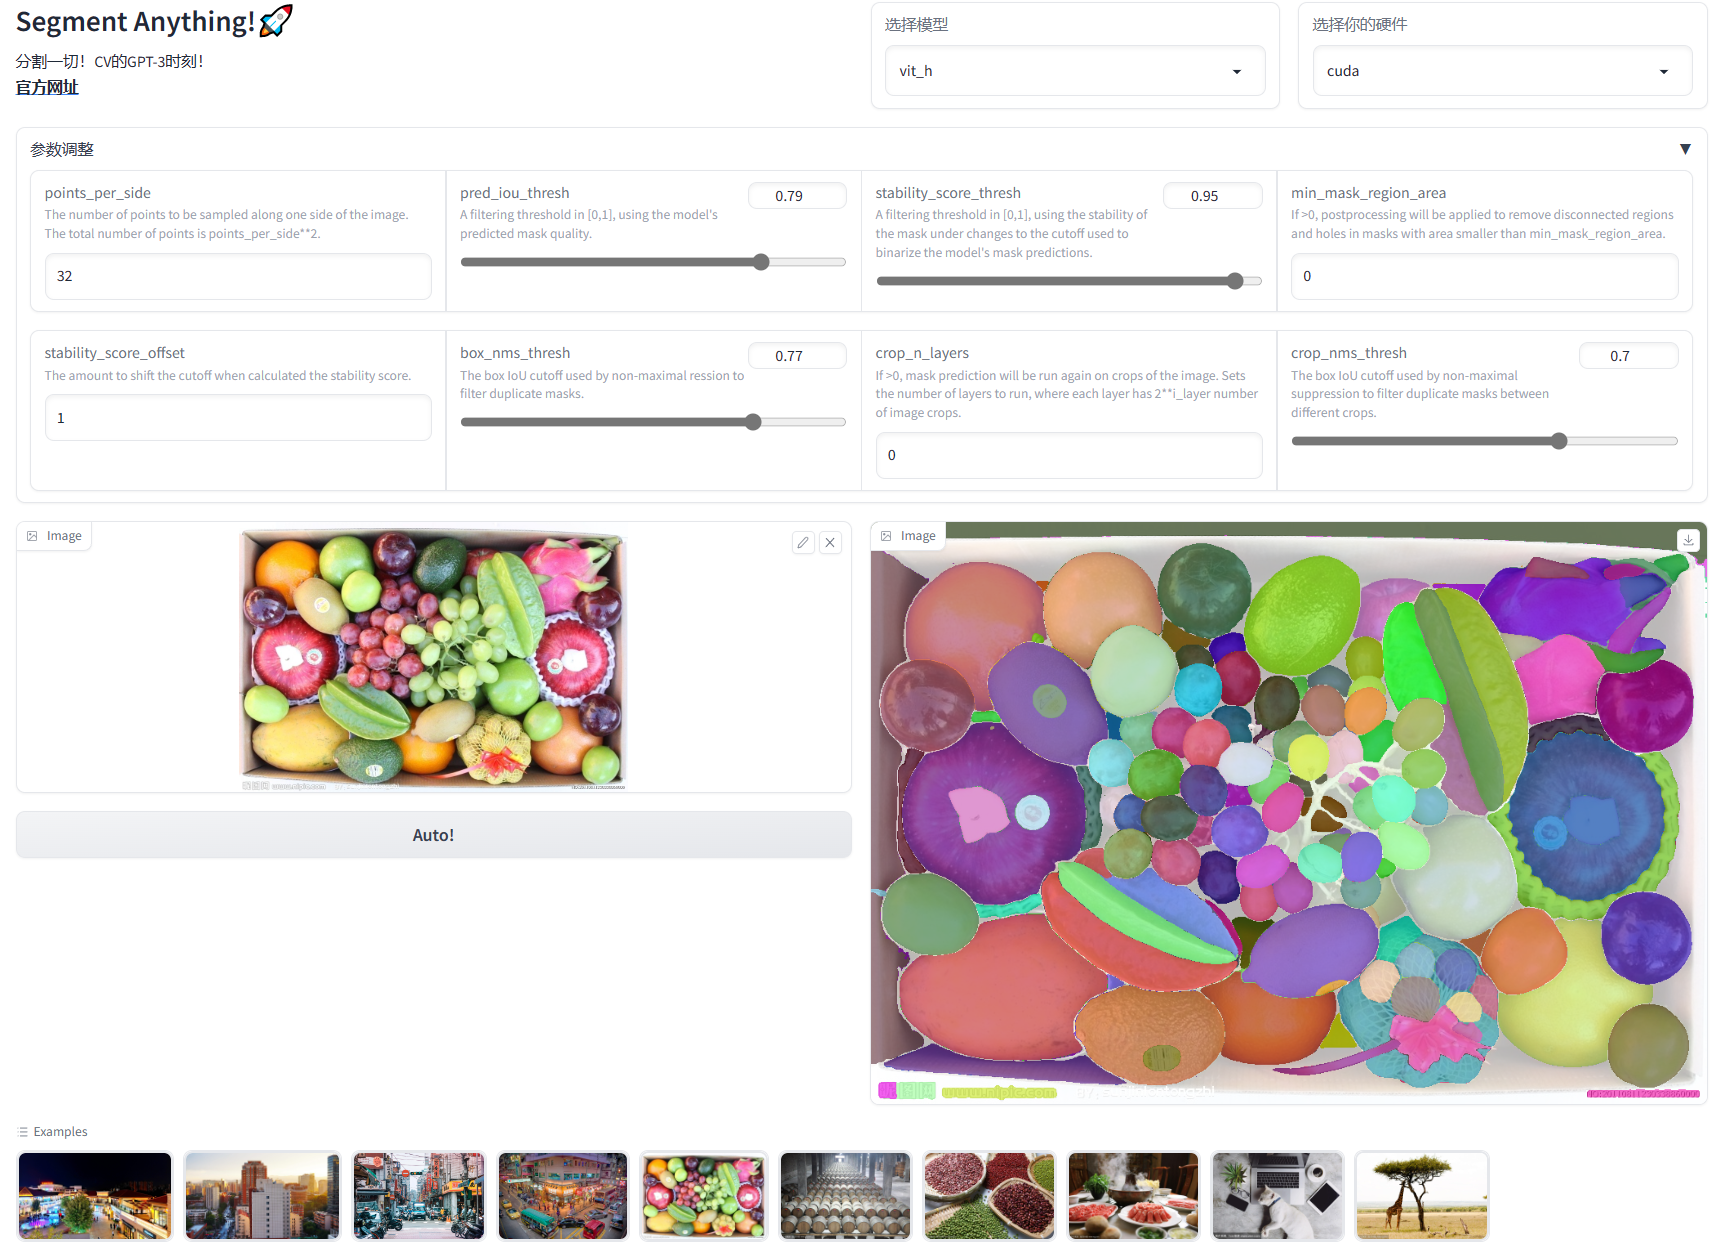 Segment Anything!🚀
分割一切！CV的GPT-3时刻！
官方网址
选择模型
vit_h
选择你的硬件
cuda
参数调整
points_per_side
The number of points to be sampled along one side of the image.
The total number of points is points_per_side**2.
32
pred_iou_thresh
0.79
A filtering threshold in [0,1], using the model's
predicted mask quality.
stability_score_thresh
0.95
A filtering threshold in [0,1], using the stability of
the mask under changes to the cutoff used to
binarize the model's mask predictions.
min_mask_region_area
If >0, postprocessing will be applied to remove disconnected regions
and holes in masks with area smaller than min_mask_region_area.
0
stability_score_offset
The amount to shift the cutoff when calculated the stability score.
1
box_nms_thresh
0.77
The box IoU cutoff used by non-maximal ression to
filter duplicate masks.
crop_n_layers
If >0, mask prediction will be run again on crops of the image. Sets
the number of layers to run, where each layer has 2**i_layer number
of image crops.
0
crop_nms_thresh
0.7
The box IoU cutoff used by non-maximal
suppression to filter duplicate masks between
different crops.
Image
Image
www.nipic.com
www.nipic.com
Auto!
Examples